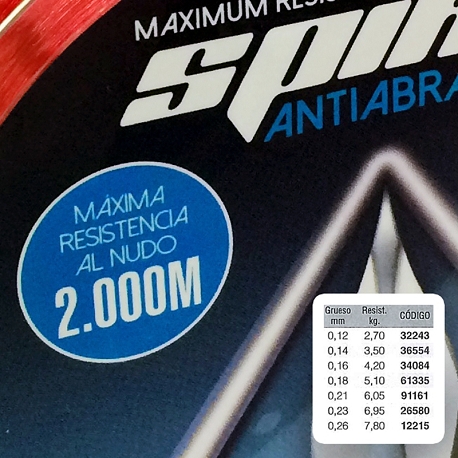 MAXIMUM
ANTIABRA
MÁXIMA
RESISTENCIA
AL NUDO
2.000M
Grueso mm Resist. kg. CÓDIGO
0,12 2,70 32243
0,14 3,50 36554
0,16 4,20 34084
0,18 5,10 61335
0,21 6,05 91161
0,23 6,95 26580
0,26 7,80 12215